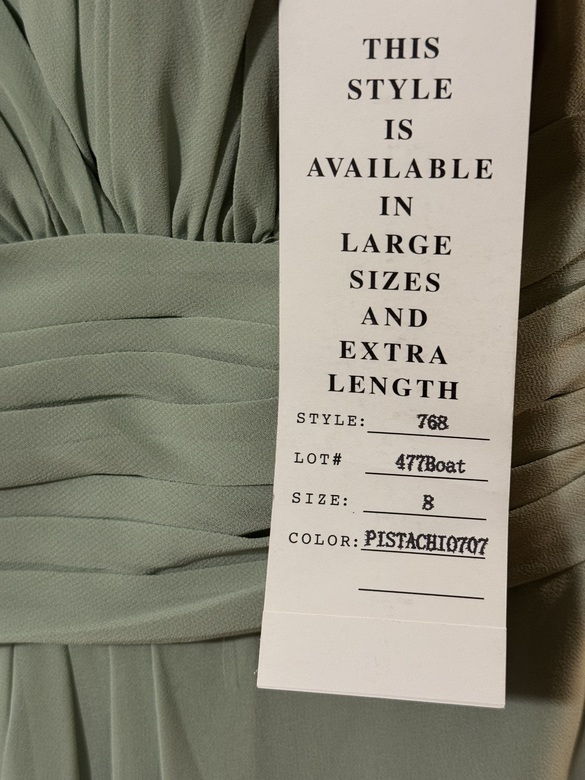 THIS
STYLE
IS
AVAILABLE
IN
LARGE
SIZES
AND
EXTRA
LENGTH
STYLE: 768
LOT# 477Boat
SIZE: 8
COLOR: PISTACHIO707